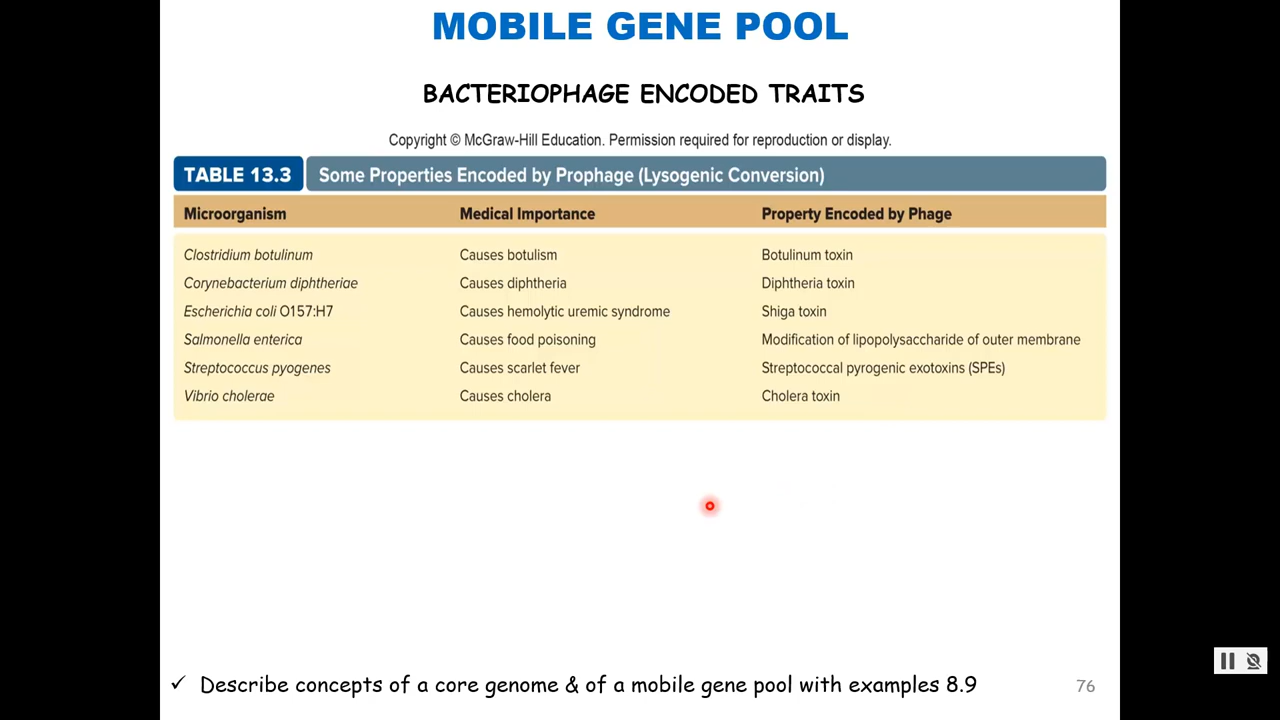 MOBILE GENE POOL
BACTERIOPHAGE ENCODED TRAITS
Copyright © McGraw-Hill Education. Permission required for reproduction or display.
TABLE 13.3 Some Properties Encoded by Prophage (Lysogenic Conversion)
Microorganism Medical Importance Property Encoded by Phage
Clostridium botulinum Causes botulism Botulinum toxin
Corynebacterium diphtheriae Causes diphtheria Diphtheria toxin
Escherichia coli O157:H7 Causes hemolytic uremic syndrome Shiga toxin
Salmonella enterica Causes food poisoning Modification of lipopolysaccharide of outer membrane
Streptococcus pyogenes Causes scarlet fever Streptococcal pyrogenic exotoxins (SPEs)
Vibrio cholerae Causes cholera Cholera toxin
✓ Describe concepts of a core genome & of a mobile gene pool with examples 8.9
76